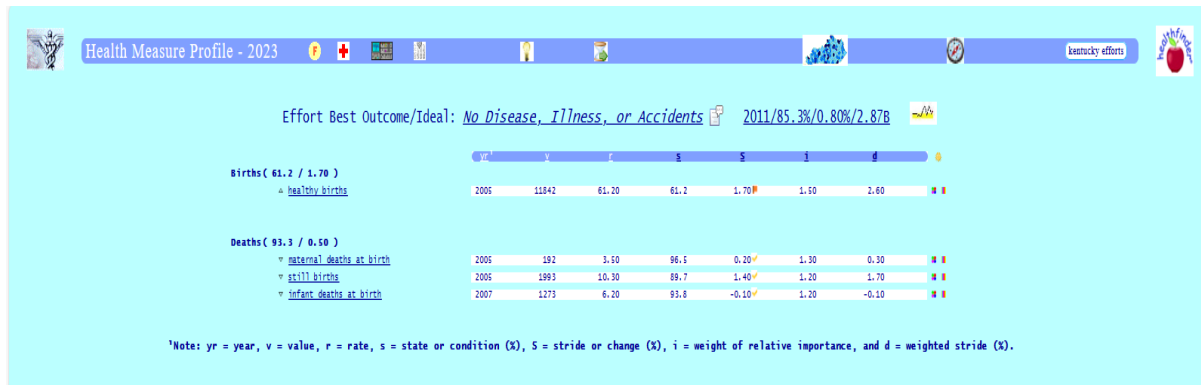 Health Measure Profile - 2023
F
kentucky efforts
healthfinder
Effort Best Outcome/Ideal: No Disease, Illness, or Accidents 2011/85.3%/0.80%/2.87B
yr¹ v r s S i d
Births( 61.2 / 1.70 )
△ healthy births 2005 11842 61.20 61.2 1.70 1.50 2.60
Deaths( 93.3 / 0.50 )
▽ maternal deaths at birth 2005 192 3.50 96.5 0.20 1.30 0.30
▽ still births 2005 1993 10.30 89.7 1.40 1.20 1.70
▽ infant deaths at birth 2007 1273 6.20 93.8 -0.10 1.20 -0.10
¹Note: yr = year, v = value, r = rate, s = state or condition (%), S = stride or change (%), i = weight of relative importance, and d = weighted stride (%).